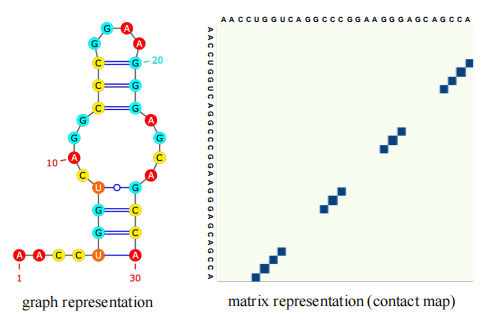 A A C C U G G U C A G G C C C G G A A G G G A G C A G C C A
A A C C U G G U C A G G C C C G G A A G G G A G C A G C C A
G A
G A
C G 20
C G
C G
G A
G G
10 A C
C A
U G
G C
G C
A A C C U A
1 30
graph representation
matrix representation (contact map)